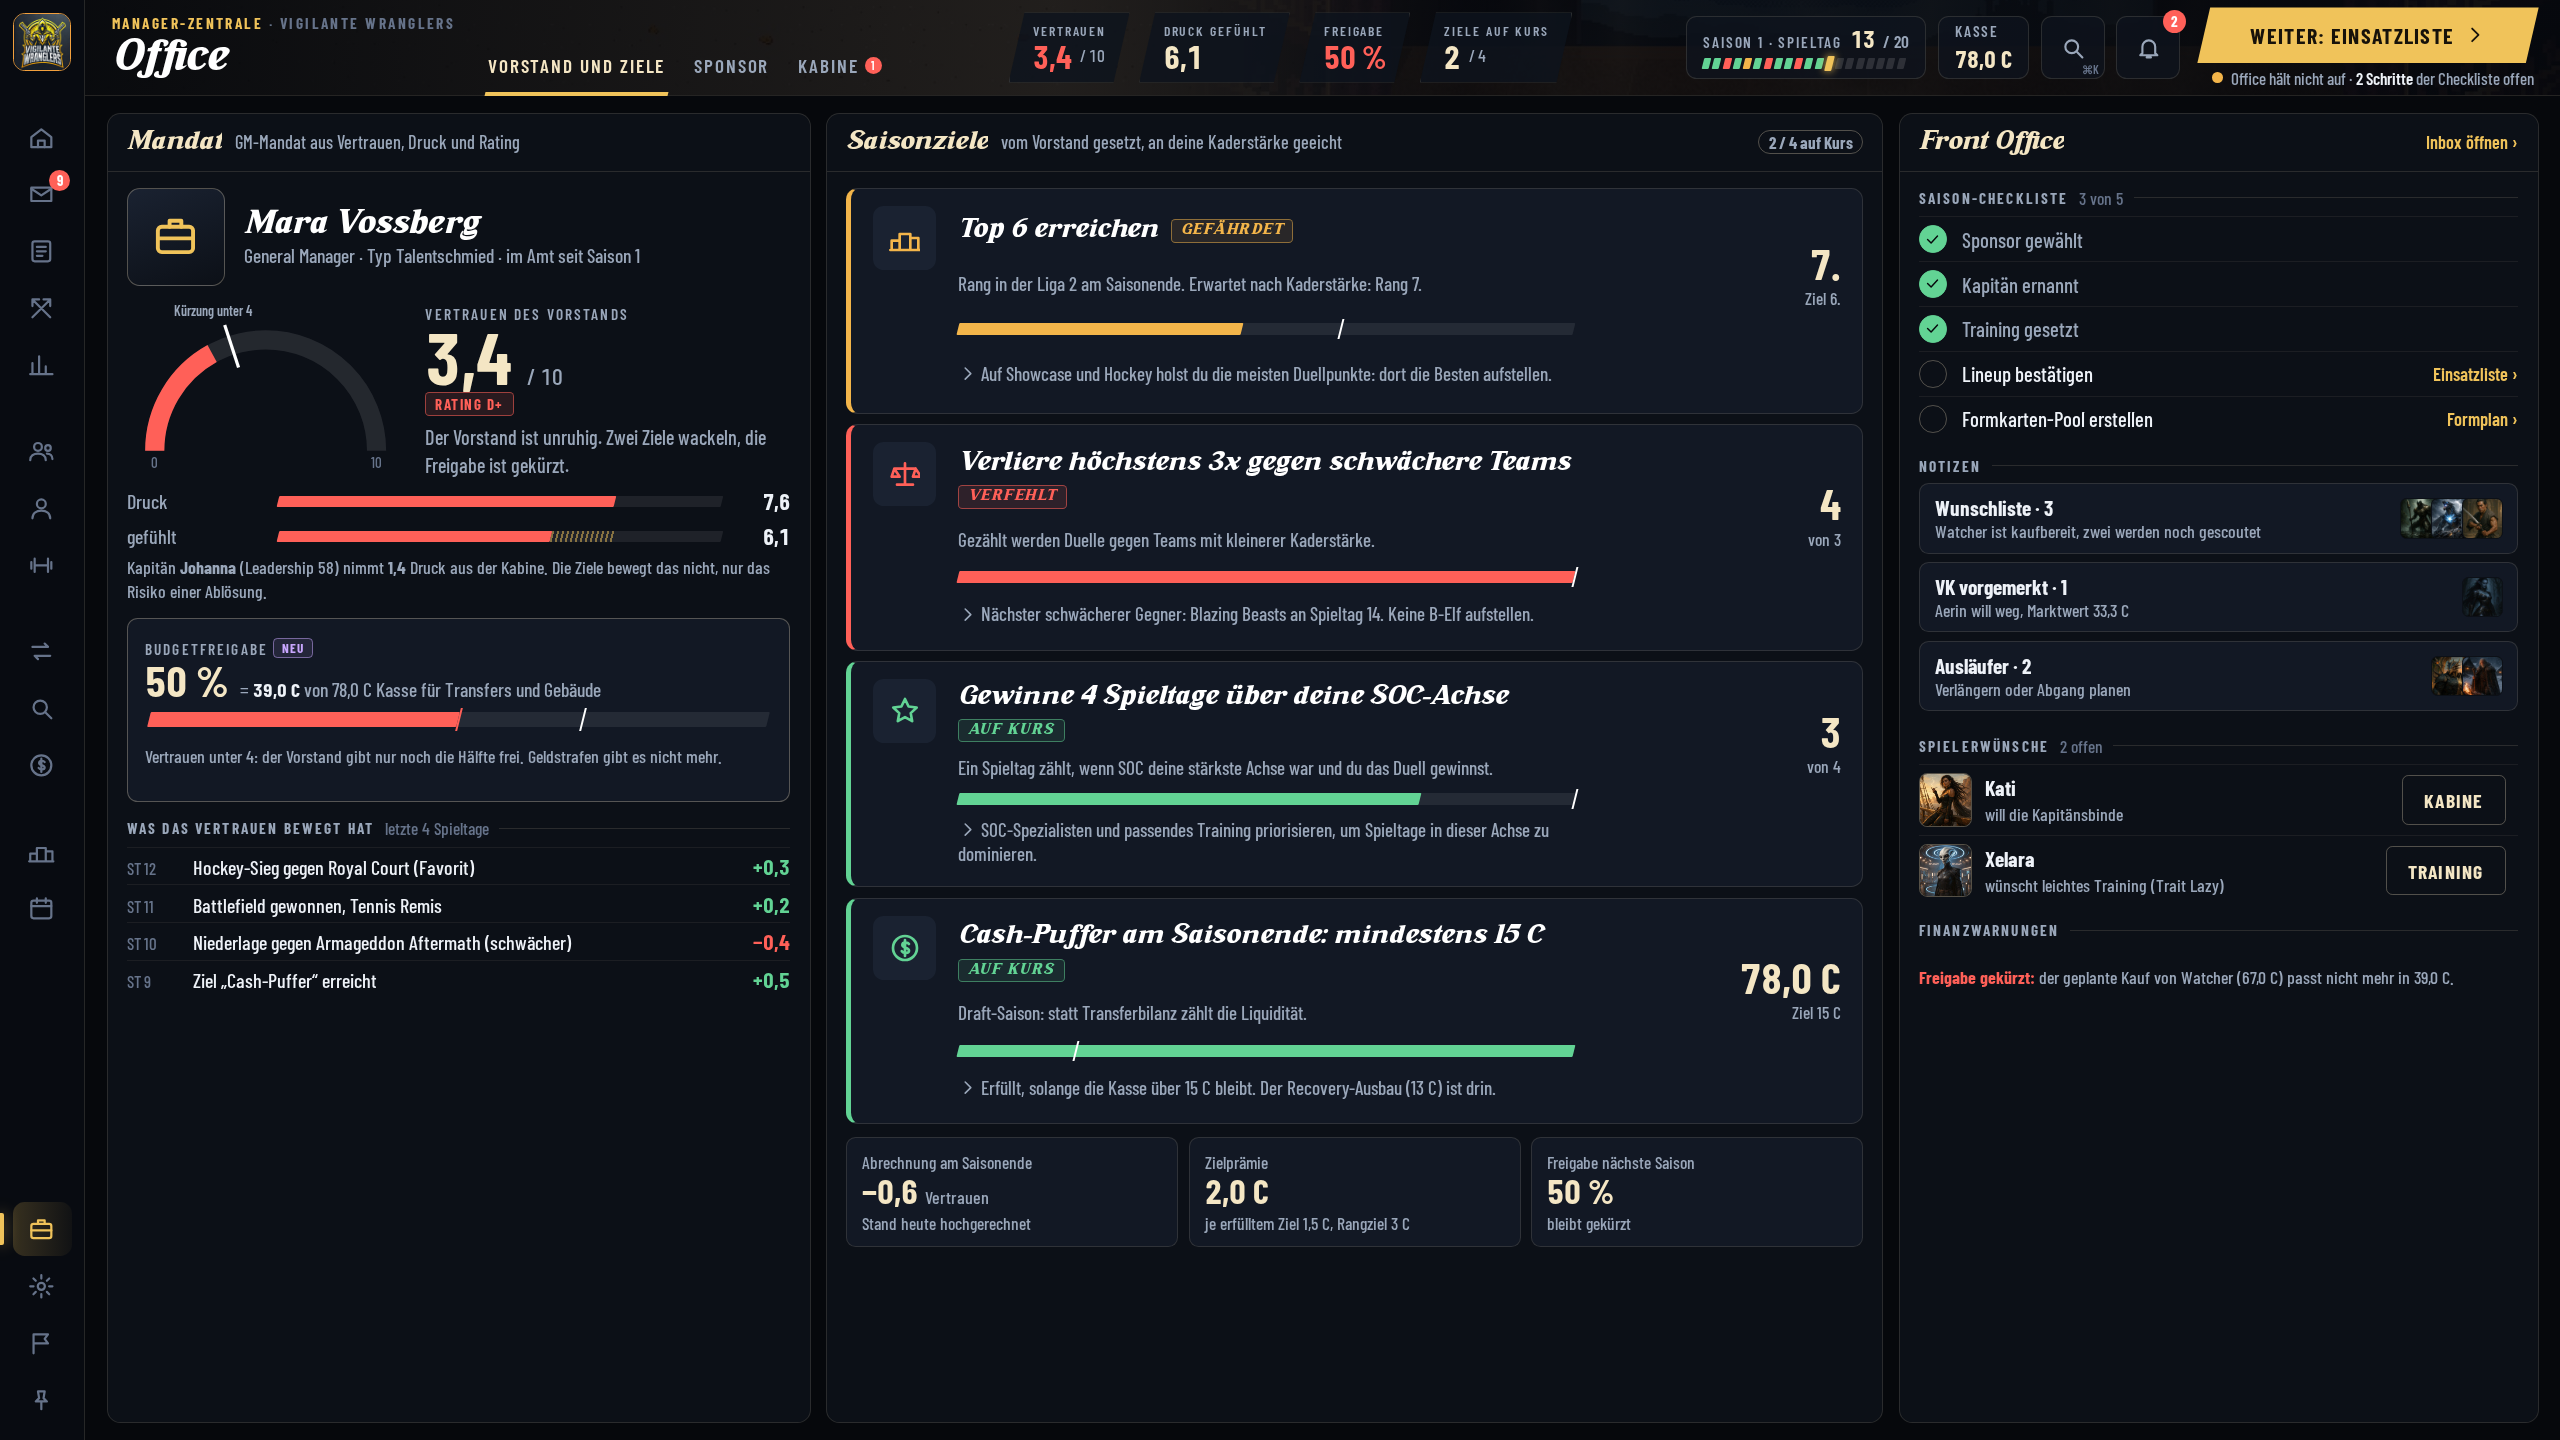 VIGILANTE WRANGLERS
MANAGER-ZENTRALE · VIGILANTE WRANGLERS
Office
VORSTAND UND ZIELE
SPONSOR
KABINE 1
VERTRAUEN
3,4 / 10
DRUCK GEFÜHLT
6,1
FREIGABE
50 %
ZIELE AUF KURS
2 / 4
SAISON 1 · SPIELTAG 13 / 20
KASSE
78,0 C
⌘K
2
WEITER: EINSATZLISTE
Office hält nicht auf · 2 Schritte der Checkliste offen
9
Mandat GM-Mandat aus Vertrauen, Druck und Rating
Mara Vossberg
General Manager · Typ Talentschmied · im Amt seit Saison 1
Kürzung unter 4
0
10
VERTRAUEN DES VORSTANDS
3,4 / 10
RATING D+
Der Vorstand ist unruhig. Zwei Ziele wackeln, die
Freigabe ist gekürzt.
Druck 7,6
gefühlt 6,1
Kapitän Johanna (Leadership 58) nimmt 1,4 Druck aus der Kabine. Die Ziele bewegt das nicht, nur das
Risiko einer Ablösung.
BUDGETFREIGABE NEU
50 % = 39,0 C von 78,0 C Kasse für Transfers und Gebäude
Vertrauen unter 4: der Vorstand gibt nur noch die Hälfte frei. Geldstrafen gibt es nicht mehr.
WAS DAS VERTRAUEN BEWEGT HAT letzte 4 Spieltage
ST 12 Hockey-Sieg gegen Royal Court (Favorit) +0,3
ST 11 Battlefield gewonnen, Tennis Remis +0,2
ST 10 Niederlage gegen Armageddon Aftermath (schwächer) −0,4
ST 9 Ziel „Cash-Puffer“ erreicht +0,5
Saisonziele vom Vorstand gesetzt, an deine Kaderstärke geeicht
2 / 4 auf Kurs
Top 6 erreichen GEFÄHRDET
Rang in der Liga 2 am Saisonende. Erwartet nach Kaderstärke: Rang 7.
7.
Ziel 6.
Auf Showcase und Hockey holst du die meisten Duellpunkte: dort die Besten aufstellen.
Verliere höchstens 3x gegen schwächere Teams
VERFEHLT
Gezählt werden Duelle gegen Teams mit kleinerer Kaderstärke.
4
von 3
Nächster schwächerer Gegner: Blazing Beasts an Spieltag 14. Keine B-Elf aufstellen.
Gewinne 4 Spieltage über deine SOC-Achse
AUF KURS
Ein Spieltag zählt, wenn SOC deine stärkste Achse war und du das Duell gewinnst.
3
von 4
SOC-Spezialisten und passendes Training priorisieren, um Spieltage in dieser Achse zu
dominieren.
Cash-Puffer am Saisonende: mindestens 15 C
AUF KURS
Draft-Saison: statt Transferbilanz zählt die Liquidität.
78,0 C
Ziel 15 C
Erfüllt, solange die Kasse über 15 C bleibt. Der Recovery-Ausbau (13 C) ist drin.
Abrechnung am Saisonende
−0,6 Vertrauen
Stand heute hochgerechnet
Zielprämie
2,0 C
je erfülltem Ziel 1,5 C, Rangziel 3 C
Freigabe nächste Saison
50 %
bleibt gekürzt
Front Office
Inbox öffnen ›
SAISON-CHECKLISTE 3 von 5
Sponsor gewählt
Kapitän ernannt
Training gesetzt
Lineup bestätigen Einsatzliste ›
Formkarten-Pool erstellen Formplan ›
NOTIZEN
Wunschliste · 3
Watcher ist kaufbereit, zwei werden noch gescoutet
VK vorgemerkt · 1
Aerin will weg, Marktwert 33,3 C
Ausläufer · 2
Verlängern oder Abgang planen
SPIELERWÜNSCHE 2 offen
Kati
will die Kapitänsbinde
KABINE
Xelara
wünscht leichtes Training (Trait Lazy)
TRAINING
FINANZWARNUNGEN
Freigabe gekürzt: der geplante Kauf von Watcher (67,0 C) passt nicht mehr in 39,0 C.